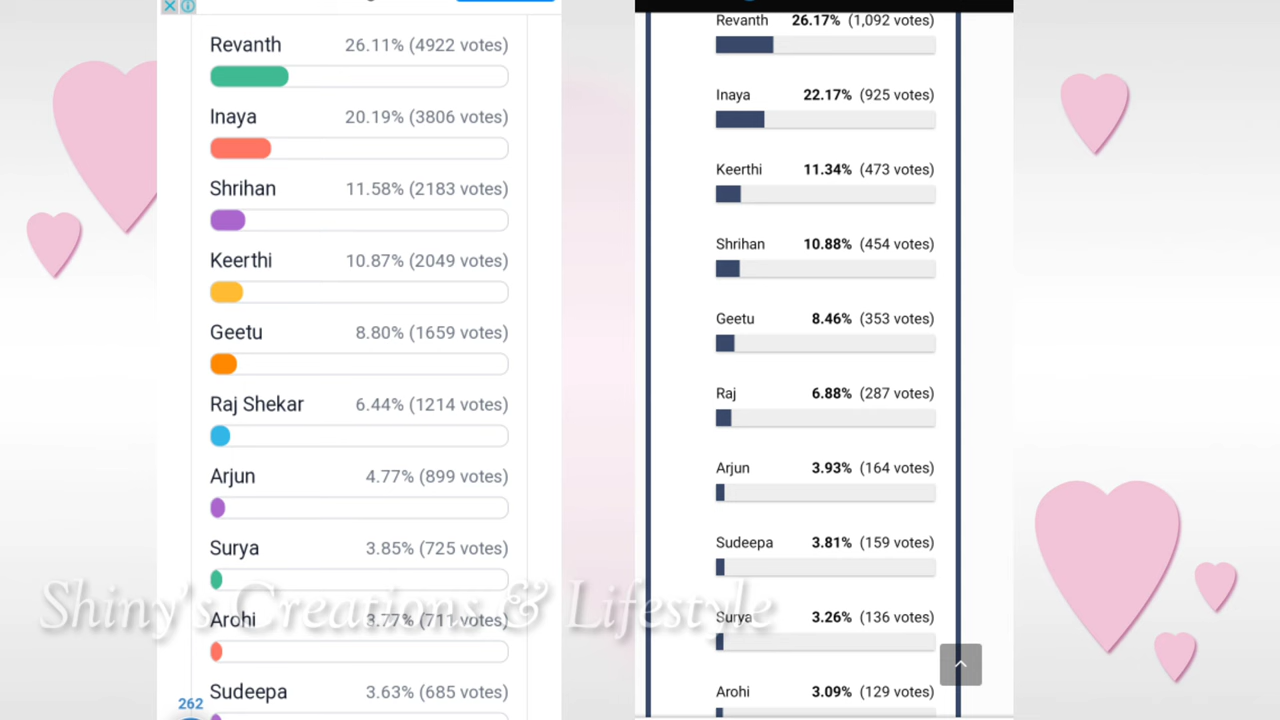 Revanth 26.11% (4922 votes)
Inaya 20.19% (3806 votes)
Shrihan 11.58% (2183 votes)
Keerthi 10.87% (2049 votes)
Geetu 8.80% (1659 votes)
Raj Shekar 6.44% (1214 votes)
Arjun 4.77% (899 votes)
Surya 3.85% (725 votes)
Arohi 3.77% (711 votes)
Sudeepa 3.63% (685 votes)
262
Revanth 26.17% (1,092 votes)
Inaya 22.17% (925 votes)
Keerthi 11.34% (473 votes)
Shrihan 10.88% (454 votes)
Geetu 8.46% (353 votes)
Raj 6.88% (287 votes)
Arjun 3.93% (164 votes)
Sudeepa 3.81% (159 votes)
Surya 3.26% (136 votes)
Arohi 3.09% (129 votes)
Shiny's Creations & Lifestyle